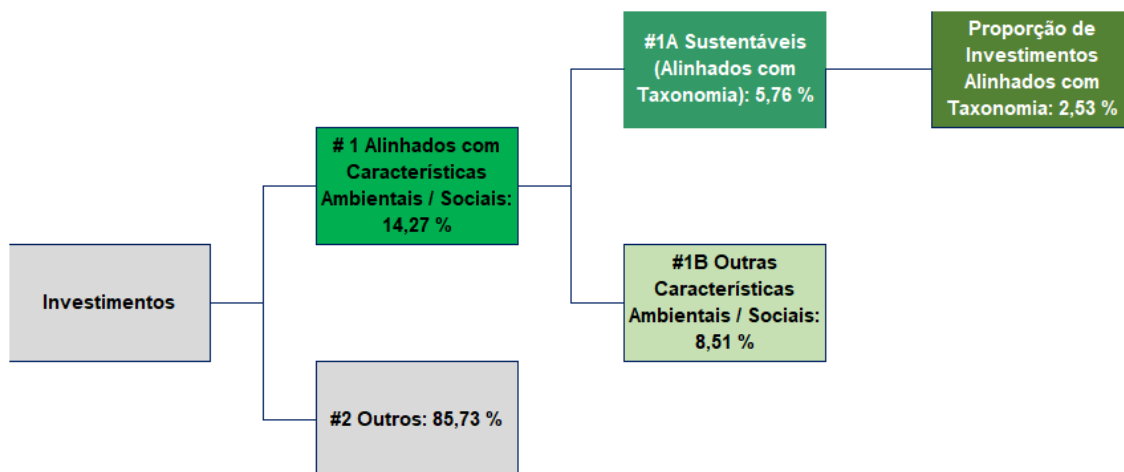 #1A Sustentáveis
(Alinhados com
Taxonomia): 5,76 %
Proporção de
Investimentos
Alinhados com
Taxonomia: 2,53 %
# 1 Alinhados com
Características
Ambientais / Sociais:
14,27 %
Investimentos
#1B Outras
Características
Ambientais / Sociais:
8,51 %
#2 Outros: 85,73 %